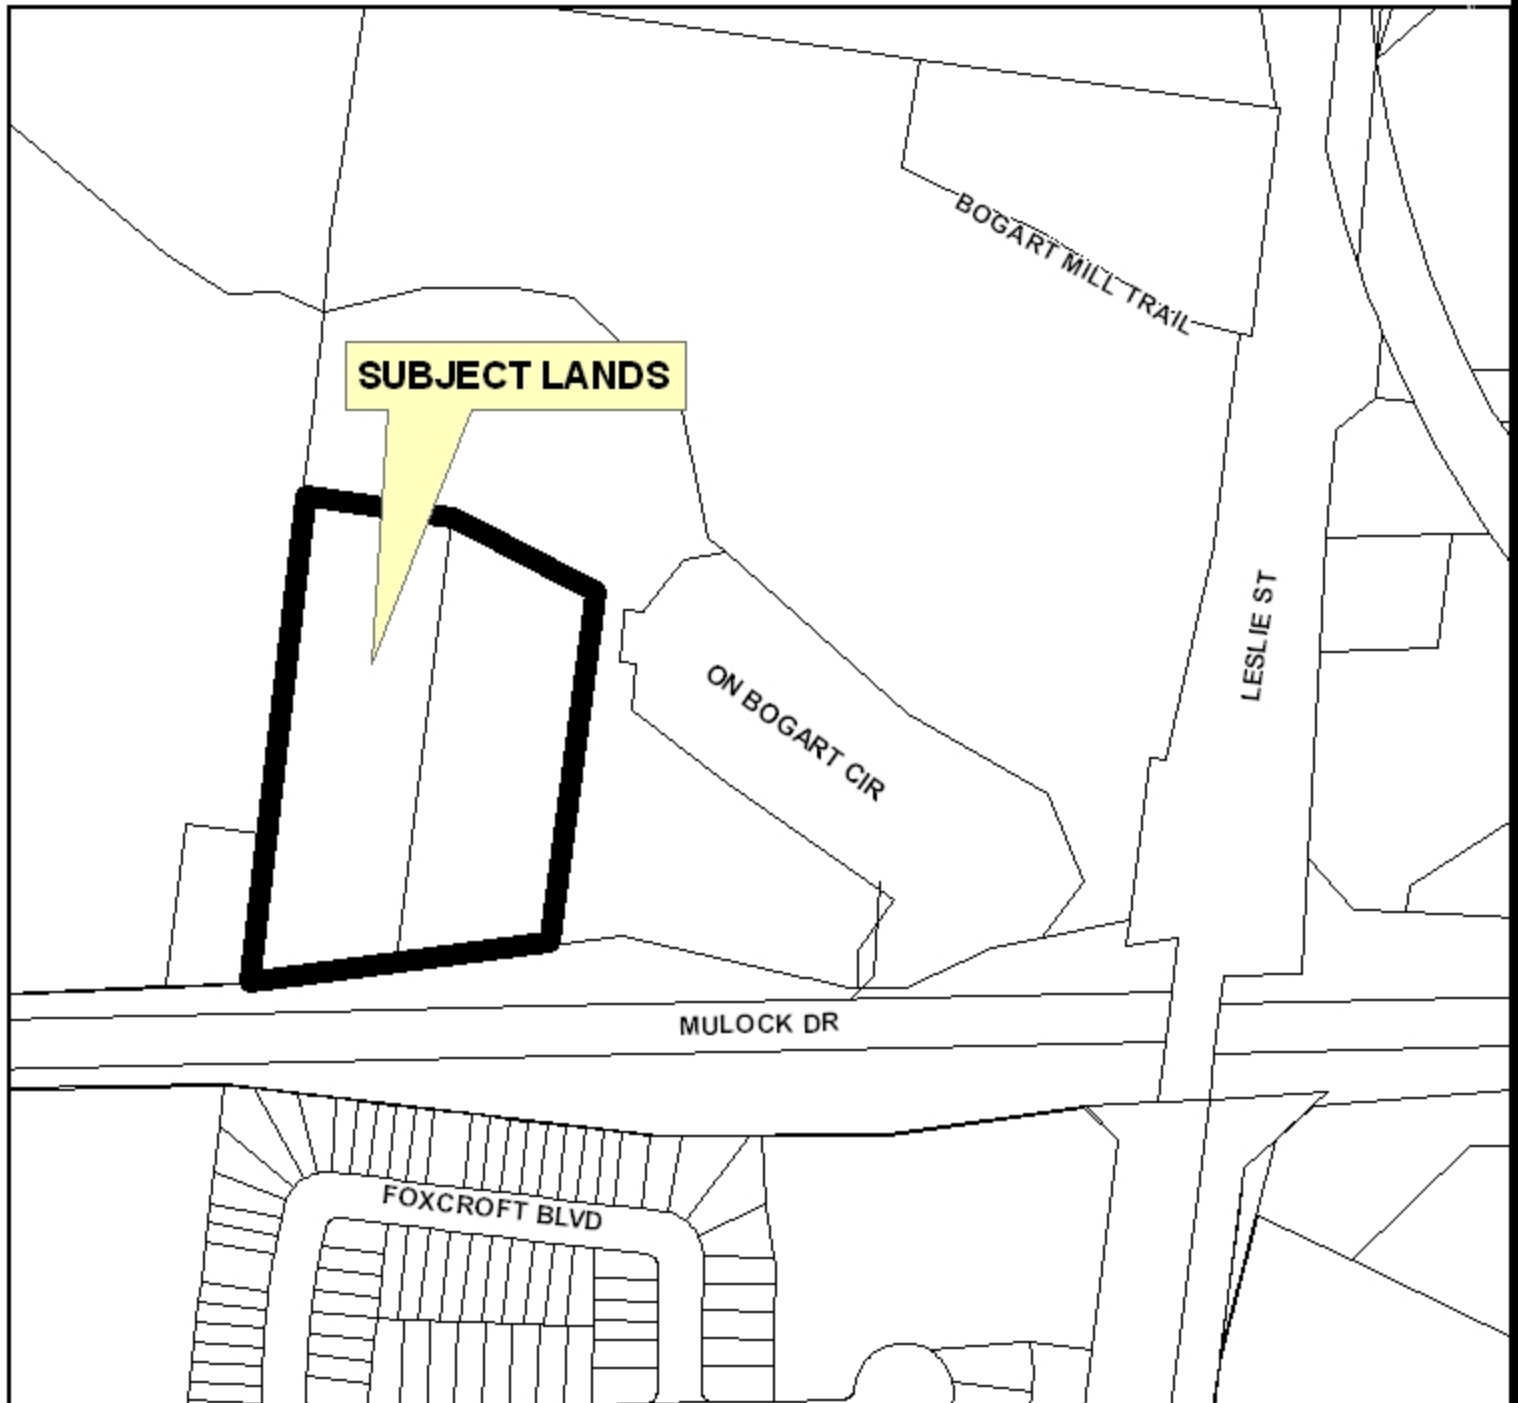 BOGART MILL TRAIL
SUBJECT LANDS
LESLIE ST
ON BOGART CIR
MULOCK DR
FOXCROFT BLVD